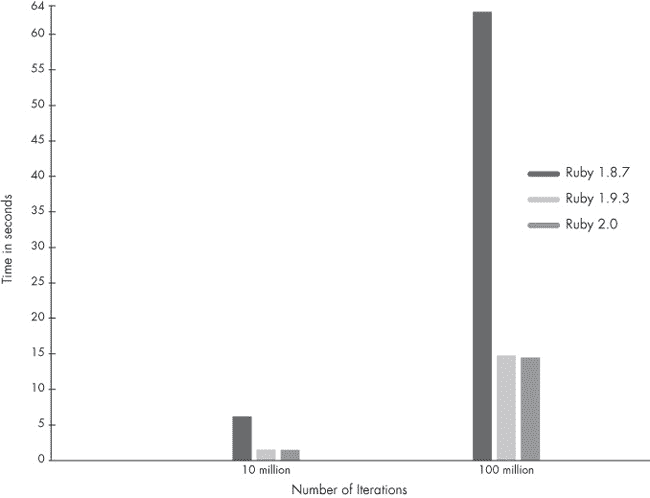 64
60
55
50
45
40
35
30
25
20
15
10
5
0
Time in seconds
Ruby 1.8.7
Ruby 1.9.3
Ruby 2.0
10 million
100 million
Number of Iterations